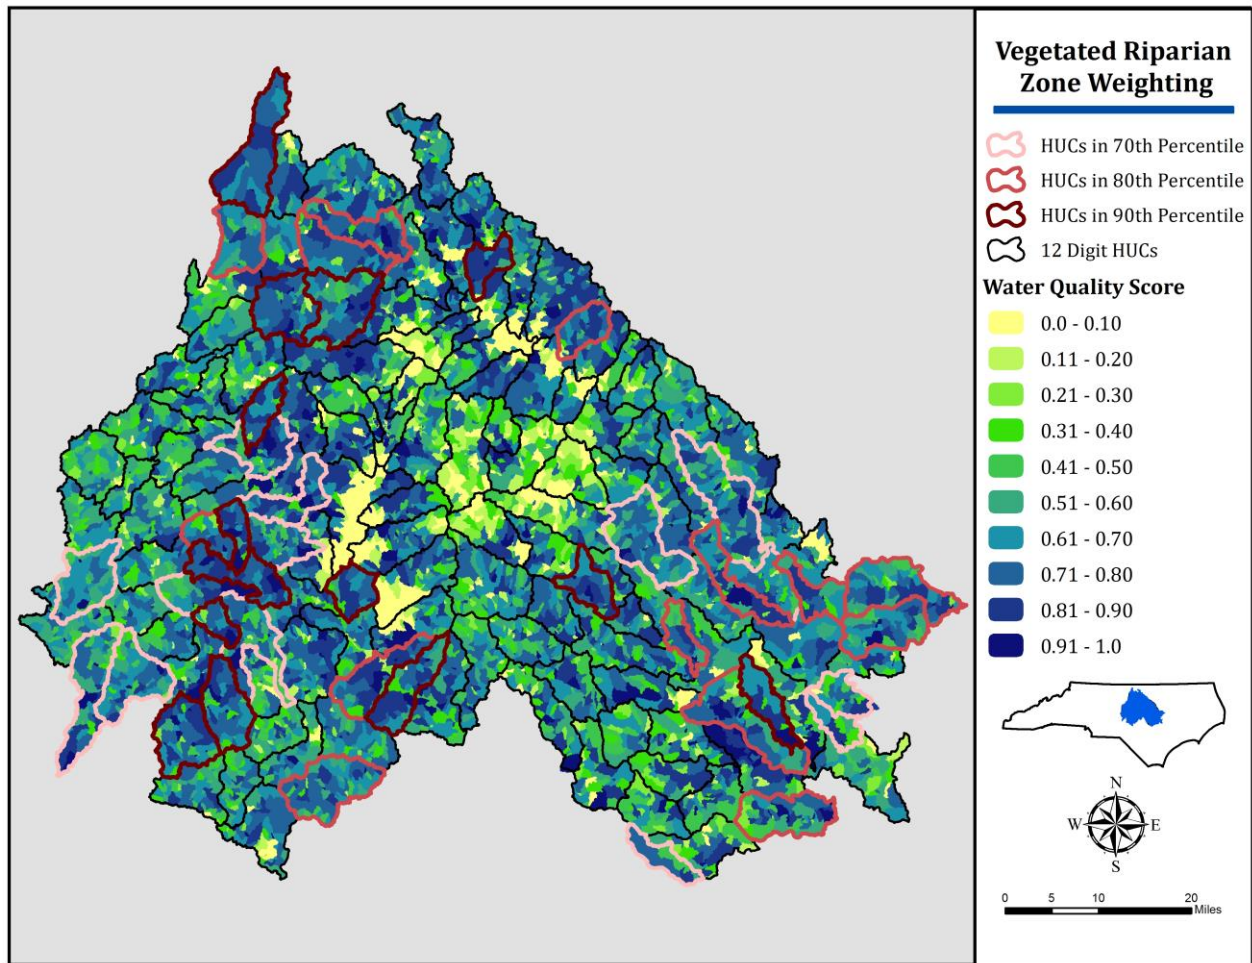 Vegetated Riparian
Zone Weighting
HUCs in 70th Percentile
HUCs in 80th Percentile
HUCs in 90th Percentile
12 Digit HUCs
Water Quality Score
0.0 - 0.10
0.11 - 0.20
0.21 - 0.30
0.31 - 0.40
0.41 - 0.50
0.51 - 0.60
0.61 - 0.70
0.71 - 0.80
0.81 - 0.90
0.91 - 1.0
N
W E
S
0 5 10 20
Miles